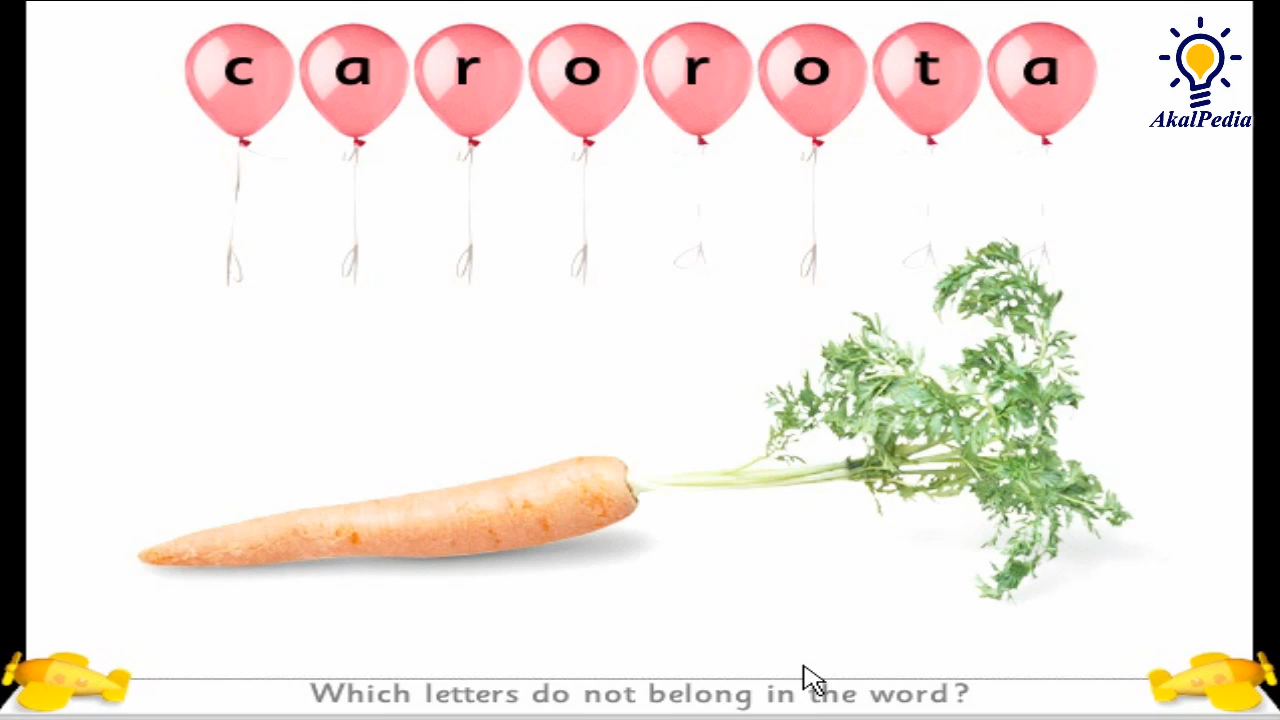 c a r o r o t a
AkalPedia
Which letters do not belong in the word?